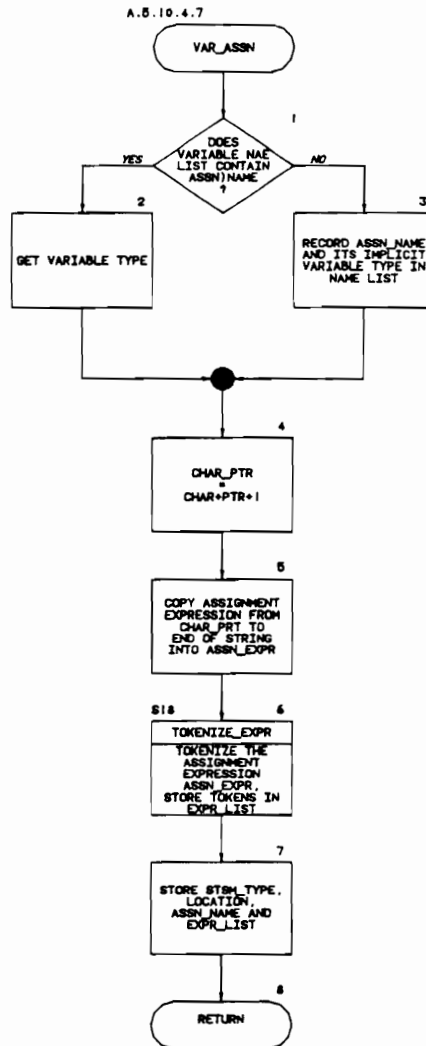 A.5.10.4.7
VAR_ASSN
1
DOES
VARIABLE NAE
LIST CONTAIN
ASSN)NAME
?
YES
NO
2
GET VARIABLE TYPE
3
RECORD ASSN_NAME
AND ITS IMPLICIT
VARIABLE TYPE IN
NAME LIST
4
CHAR_PTR
=
CHAR+PTR+1
5
COPY ASSIGNMENT
EXPRESSION FROM
CHAR_PRT TO
END OF STRING
INTO ASSN_EXPR
S18
6
TOKENIZE_EXPR
TOKENIZE THE
ASSIGNMENT
EXPRESSION
ASSN_EXPR,
STORE TOKENS IN
EXPR_LIST
7
STORE STSM_TYPE,
LOCATION,
ASSN_NAME AND
EXPR_LIST
8
RETURN